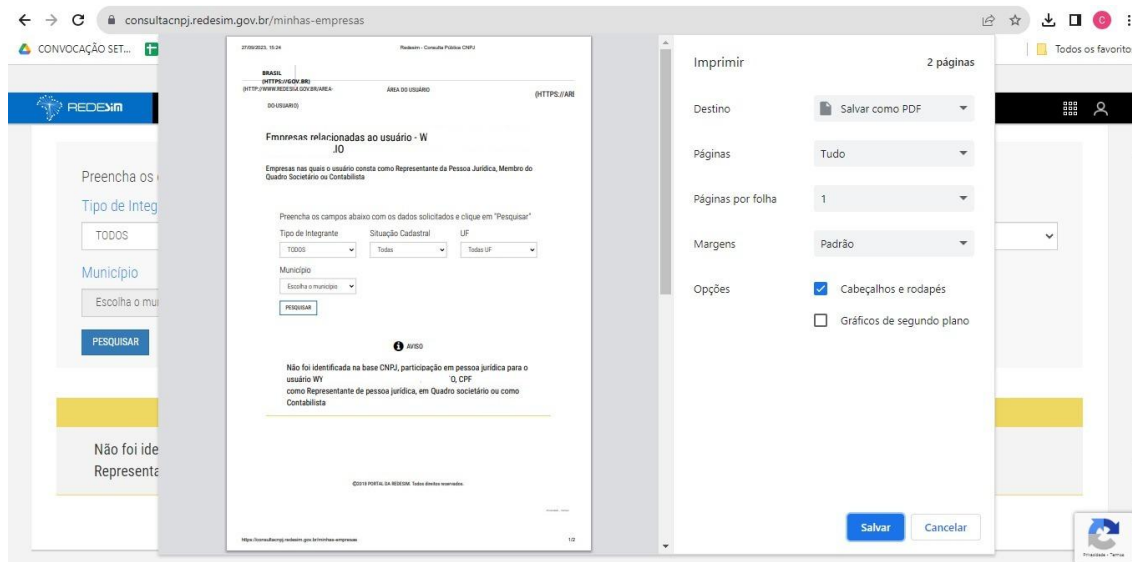 consultacnpj.redesim.gov.br/minhas-empresas
CONVOCAÇÃO SET...
Todos os favorito
REDESIM
Preencha os
Tipo de Integ
TODOS
Município
Escolha o mu
PESQUISAR
Não foi ide
Representa
27/09/2023, 15:24
Redesim - Consulta Pública CNPJ
BRASIL
(HTTPS://GOV.BR)
(HTTP://WWW.REDESIM.GOV.BR/AREA-
DO-USUARIO)
ÁREA DO USUÁRIO
(HTTPS://ARE
Empresas relacionadas ao usuário - W
.IO
Empresas nas quais o usuário consta como Representante da Pessoa Jurídica, Membro do
Quadro Societário ou Contabilista
Preencha os campos abaixo com os dados solicitados e clique em "Pesquisar"
Tipo de Integrante Situação Cadastral UF
TODOS Todas Todas UF
Município
Escolha o município
PESQUISAR
AVISO
Não foi identificada na base CNPJ, participação em pessoa jurídica para o
usuário WY O, CPF
como Representante de pessoa jurídica, em Quadro societário ou como
Contabilista
©2019 PORTAL DA REDESIM. Todos direitos reservados.
https://consultacnpj.redesim.gov.br/minhas-empresas 1/2
Imprimir 2 páginas
Destino Salvar como PDF
Páginas Tudo
Páginas por folha 1
Margens Padrão
Opções Cabeçalhos e rodapés
Gráficos de segundo plano
Salvar Cancelar
C
Privacidade - Termos